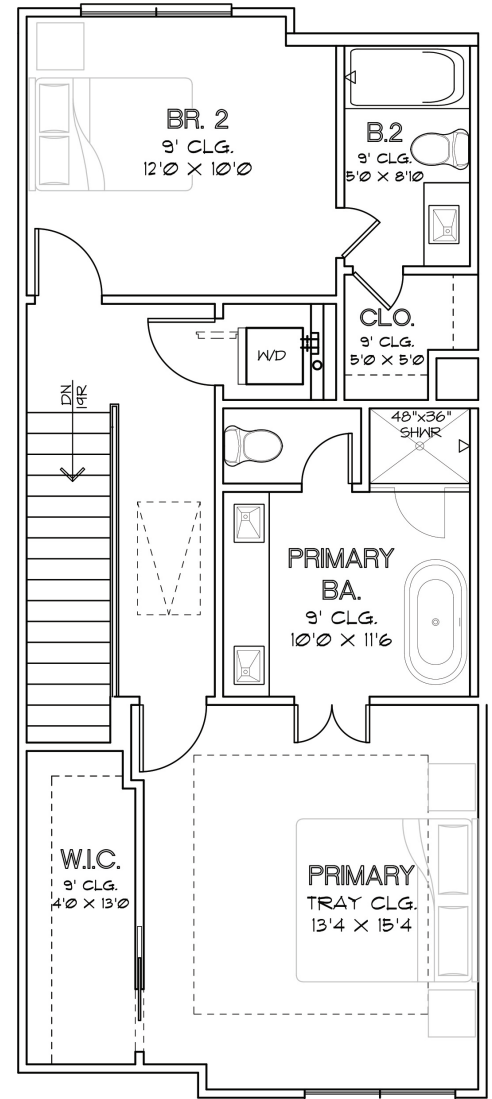 BR. 2
9' CLG.
12'0 X 10'0
B.2
9' CLG.
5'0 X 8'10
CLO.
9' CLG.
5'0 X 5'0
W/D
DN
19R
48"x36"
SHWR
PRIMARY
BA.
9' CLG.
10'0 X 11'6
W.I.C.
9' CLG.
4'0 X 13'0
PRIMARY
TRAY CLG.
13'4 X 15'4